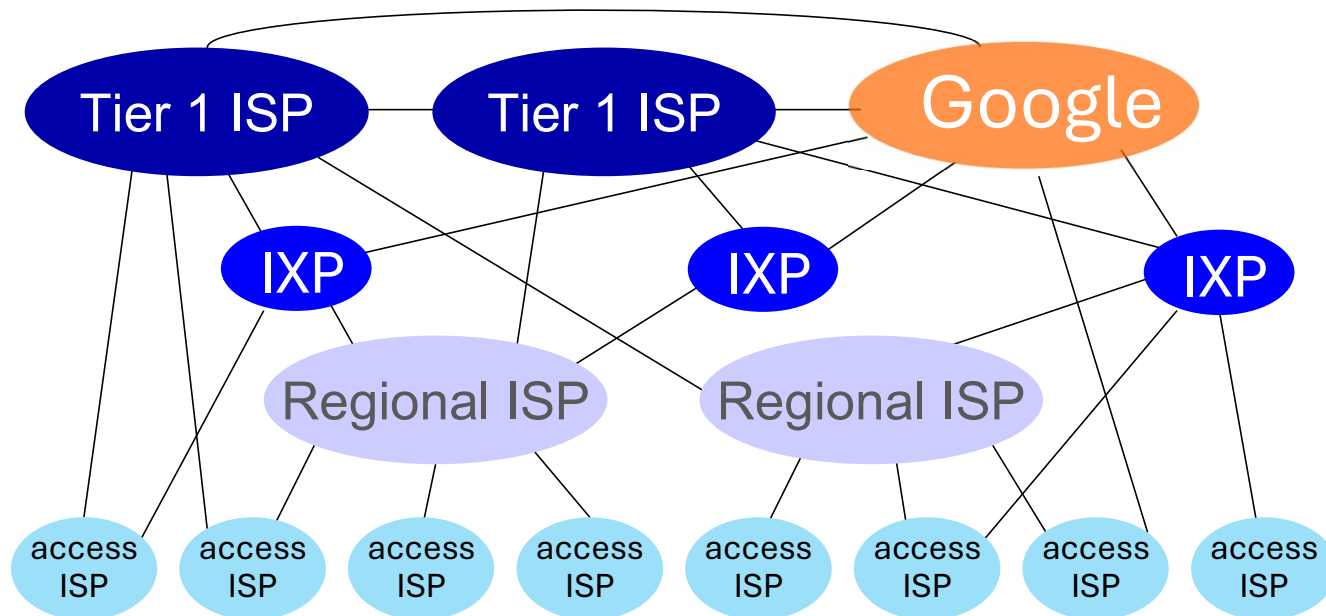 Tier 1 ISP
Tier 1 ISP
Google
IXP
IXP
IXP
Regional ISP
Regional ISP
access
ISP
access
ISP
access
ISP
access
ISP
access
ISP
access
ISP
access
ISP
access
ISP